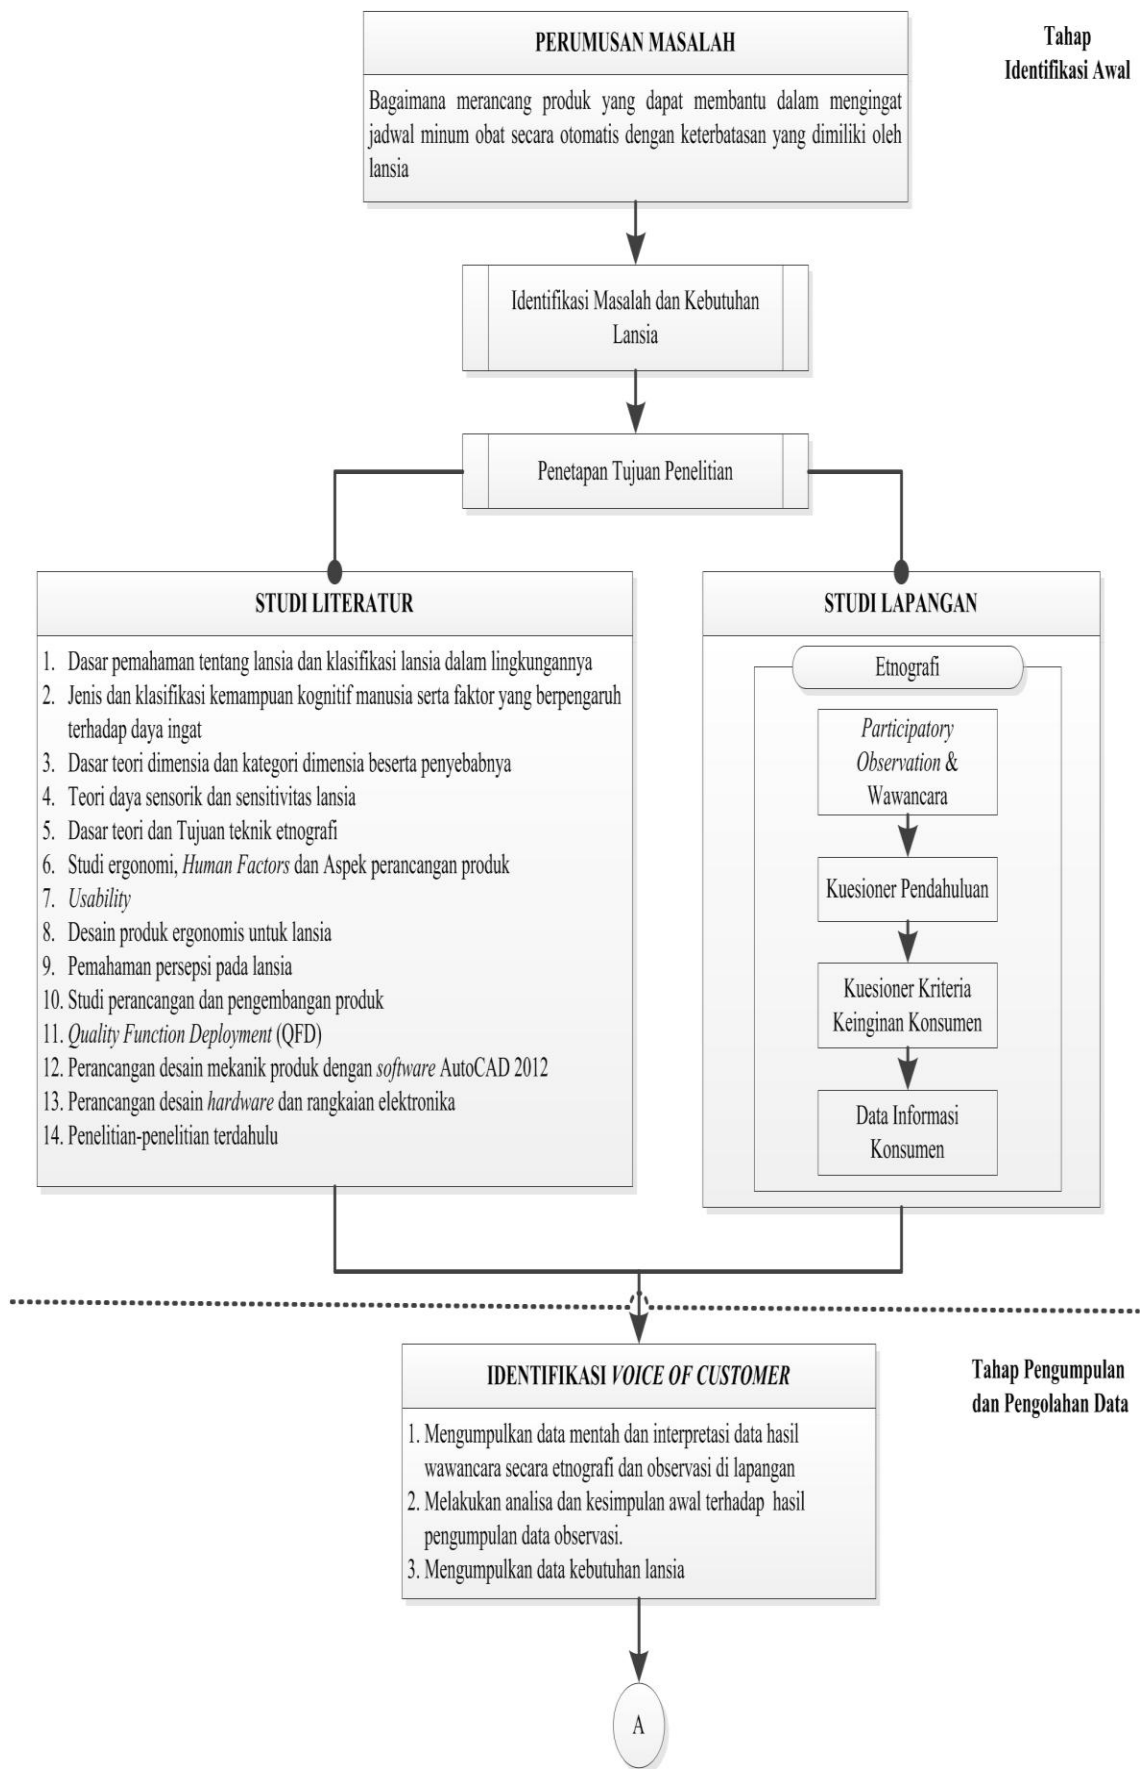 PERUMUSAN MASALAH
Tahap
Identifikasi Awal
Bagaimana merancang produk yang dapat membantu dalam mengingat
jadwal minum obat secara otomatis dengan keterbatasan yang dimiliki oleh
lansia
Identifikasi Masalah dan Kebutuhan
Lansia
Penetapan Tujuan Penelitian
STUDI LITERATUR
1. Dasar pemahaman tentang lansia dan klasifikasi lansia dalam lingkungannya
2. Jenis dan klasifikasi kemampuan kognitif manusia serta faktor yang berpengaruh
terhadap daya ingat
3. Dasar teori dimensia dan kategori dimensia beserta penyebabnya
4. Teori daya sensorik dan sensitivitas lansia
5. Dasar teori dan Tujuan teknik etnografi
6. Studi ergonomi, Human Factors dan Aspek perancangan produk
7. Usability
8. Desain produk ergonomis untuk lansia
9. Pemahaman persepsi pada lansia
10. Studi perancangan dan pengembangan produk
11. Quality Function Deployment (QFD)
12. Perancangan desain mekanik produk dengan software AutoCAD 2012
13. Perancangan desain hardware dan rangkaian elektronika
14. Penelitian-penelitian terdahulu
STUDI LAPANGAN
Etnografi
Participatory
Observation &
Wawancara
Kuesioner Pendahuluan
Kuesioner Kriteria
Keinginan Konsumen
Data Informasi
Konsumen
IDENTIFIKASI VOICE OF CUSTOMER
Tahap Pengumpulan
dan Pengolahan Data
1. Mengumpulkan data mentah dan interpretasi data hasil
wawancara secara etnografi dan observasi di lapangan
2. Melakukan analisa dan kesimpulan awal terhadap hasil
pengumpulan data observasi.
3. Mengumpulkan data kebutuhan lansia
A